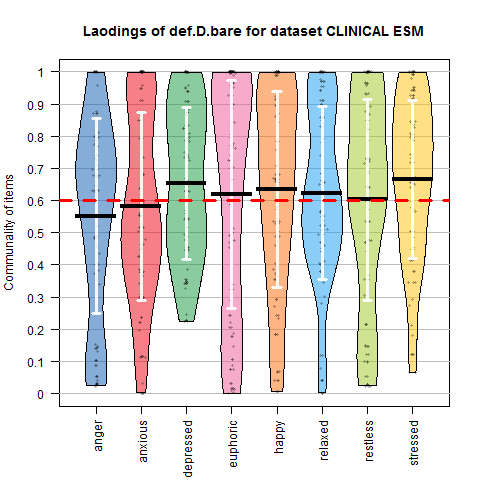 Laodings of def.D.bare for dataset CLINICAL ESM
Communality of items
1
0.9
0.8
0.7
0.6
0.5
0.4
0.3
0.2
0.1
0
anger
anxious
depressed
euphoric
happy
relaxed
restless
stressed